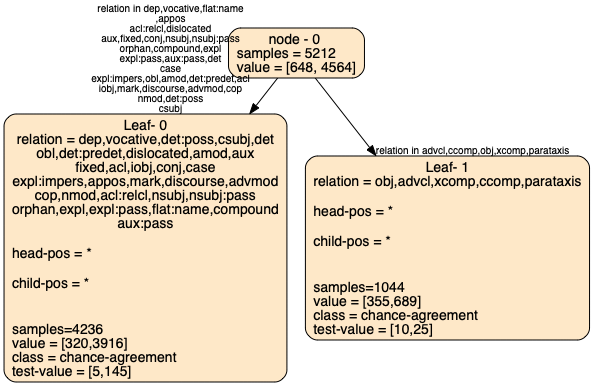 relation in dep,vocative,flat:name
,appos
acl:relcl,dislocated
aux,fixed,conj,nsubj,nsubj:pass
orphan,compound,expl
expl:pass,aux:pass,det
case
expl:impers,obl,amod,det:predet,acl
iobj,mark,discourse,advmod,cop
nmod,det:poss
csubj
node - 0
samples = 5212
value = [648, 4564]
Leaf- 0
relation = dep,vocative,det:poss,csubj,det
obl,det:predet,dislocated,amod,aux
fixed,acl,iobj,conj,case
expl:impers,appos,mark,discourse,advmod
cop,nmod,acl:relcl,nsubj,nsubj:pass
orphan,expl,expl:pass,flat:name,compound
aux:pass
head-pos = *
child-pos = *
samples=4236
value = [320,3916]
class = chance-agreement
test-value = [5,145]
relation in advcl,ccomp,obj,xcomp,parataxis
Leaf- 1
relation = obj,advcl,xcomp,ccomp,parataxis
head-pos = *
child-pos = *
samples=1044
value = [355,689]
class = chance-agreement
test-value = [10,25]